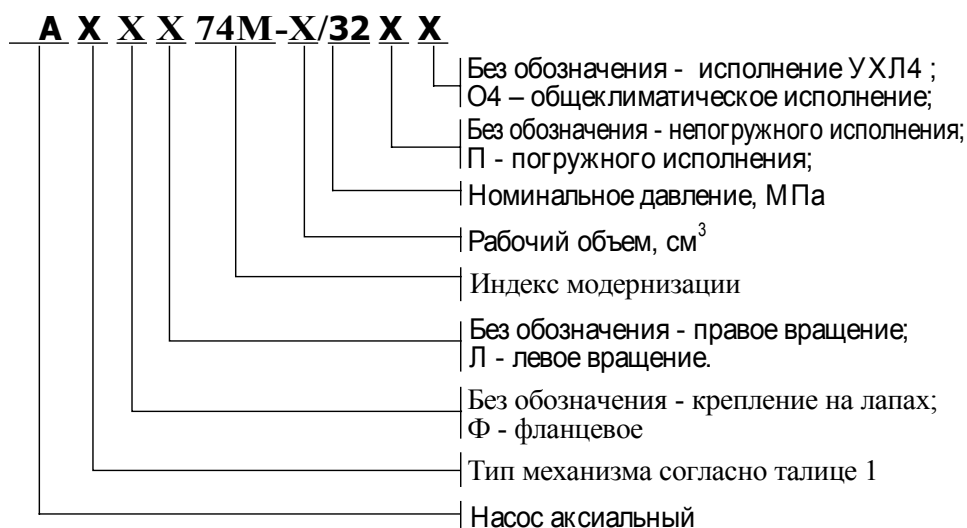 А Х Х Х 74М-Х/32 Х Х
Без обозначения - исполнение УХЛ4 ;
О4 – общеклиматическое исполнение;
Без обозначения - непогружного исполнения;
П - погружного исполнения;
Номинальное давление, МПа
Рабочий объем, см³
Индекс модернизации
Без обозначения - правое вращение;
Л - левое вращение.
Без обозначения - крепление на лапах;
Ф - фланцевое
Тип механизма согласно талице 1
Насос аксиальный